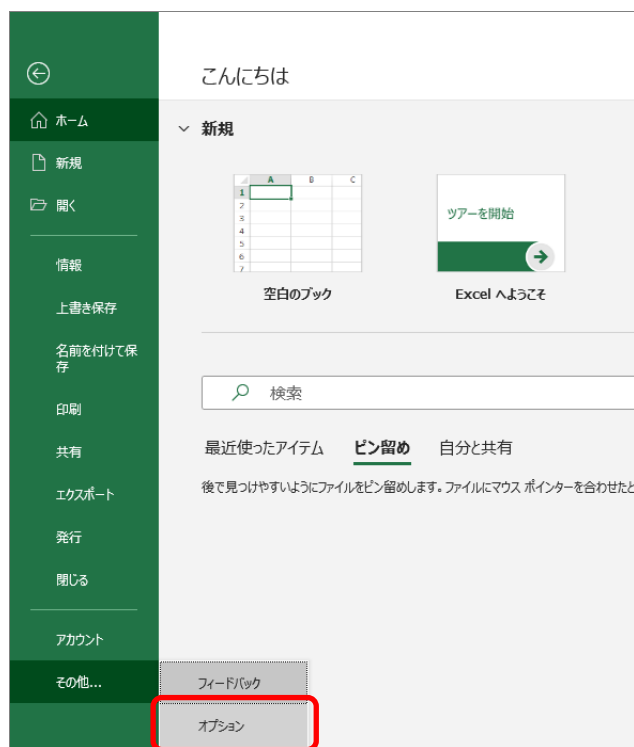 こんにちは
ホーム
新規
開く
情報
上書き保存
名前を付けて保
存
印刷
共有
エクスポート
発行
閉じる
アカウント
その他...
新規
A B C
1
2
3
4
5
6
7
空白のブック
ツアーを開始
Excel へようこそ
検索
最近使ったアイテム ピン留め 自分と共有
後で見つけやすいようにファイルをピン留めします。ファイルにマウス ポインターを合わせたと
フィードバック
オプション